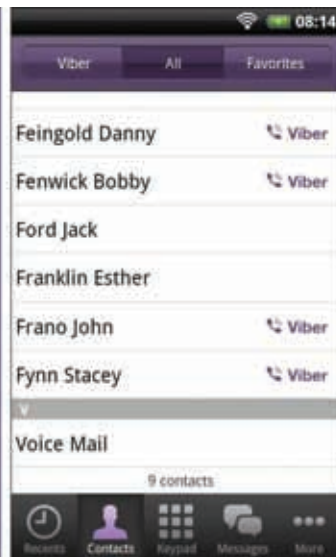 08:14
Viber All Favorites
Feingold Danny Viber
Fenwick Bobby Viber
Ford Jack
Franklin Esther
Frano John Viber
Fynn Stacey Viber
V
Voice Mail
9 contacts
Recents Contacts Keypad Messages More